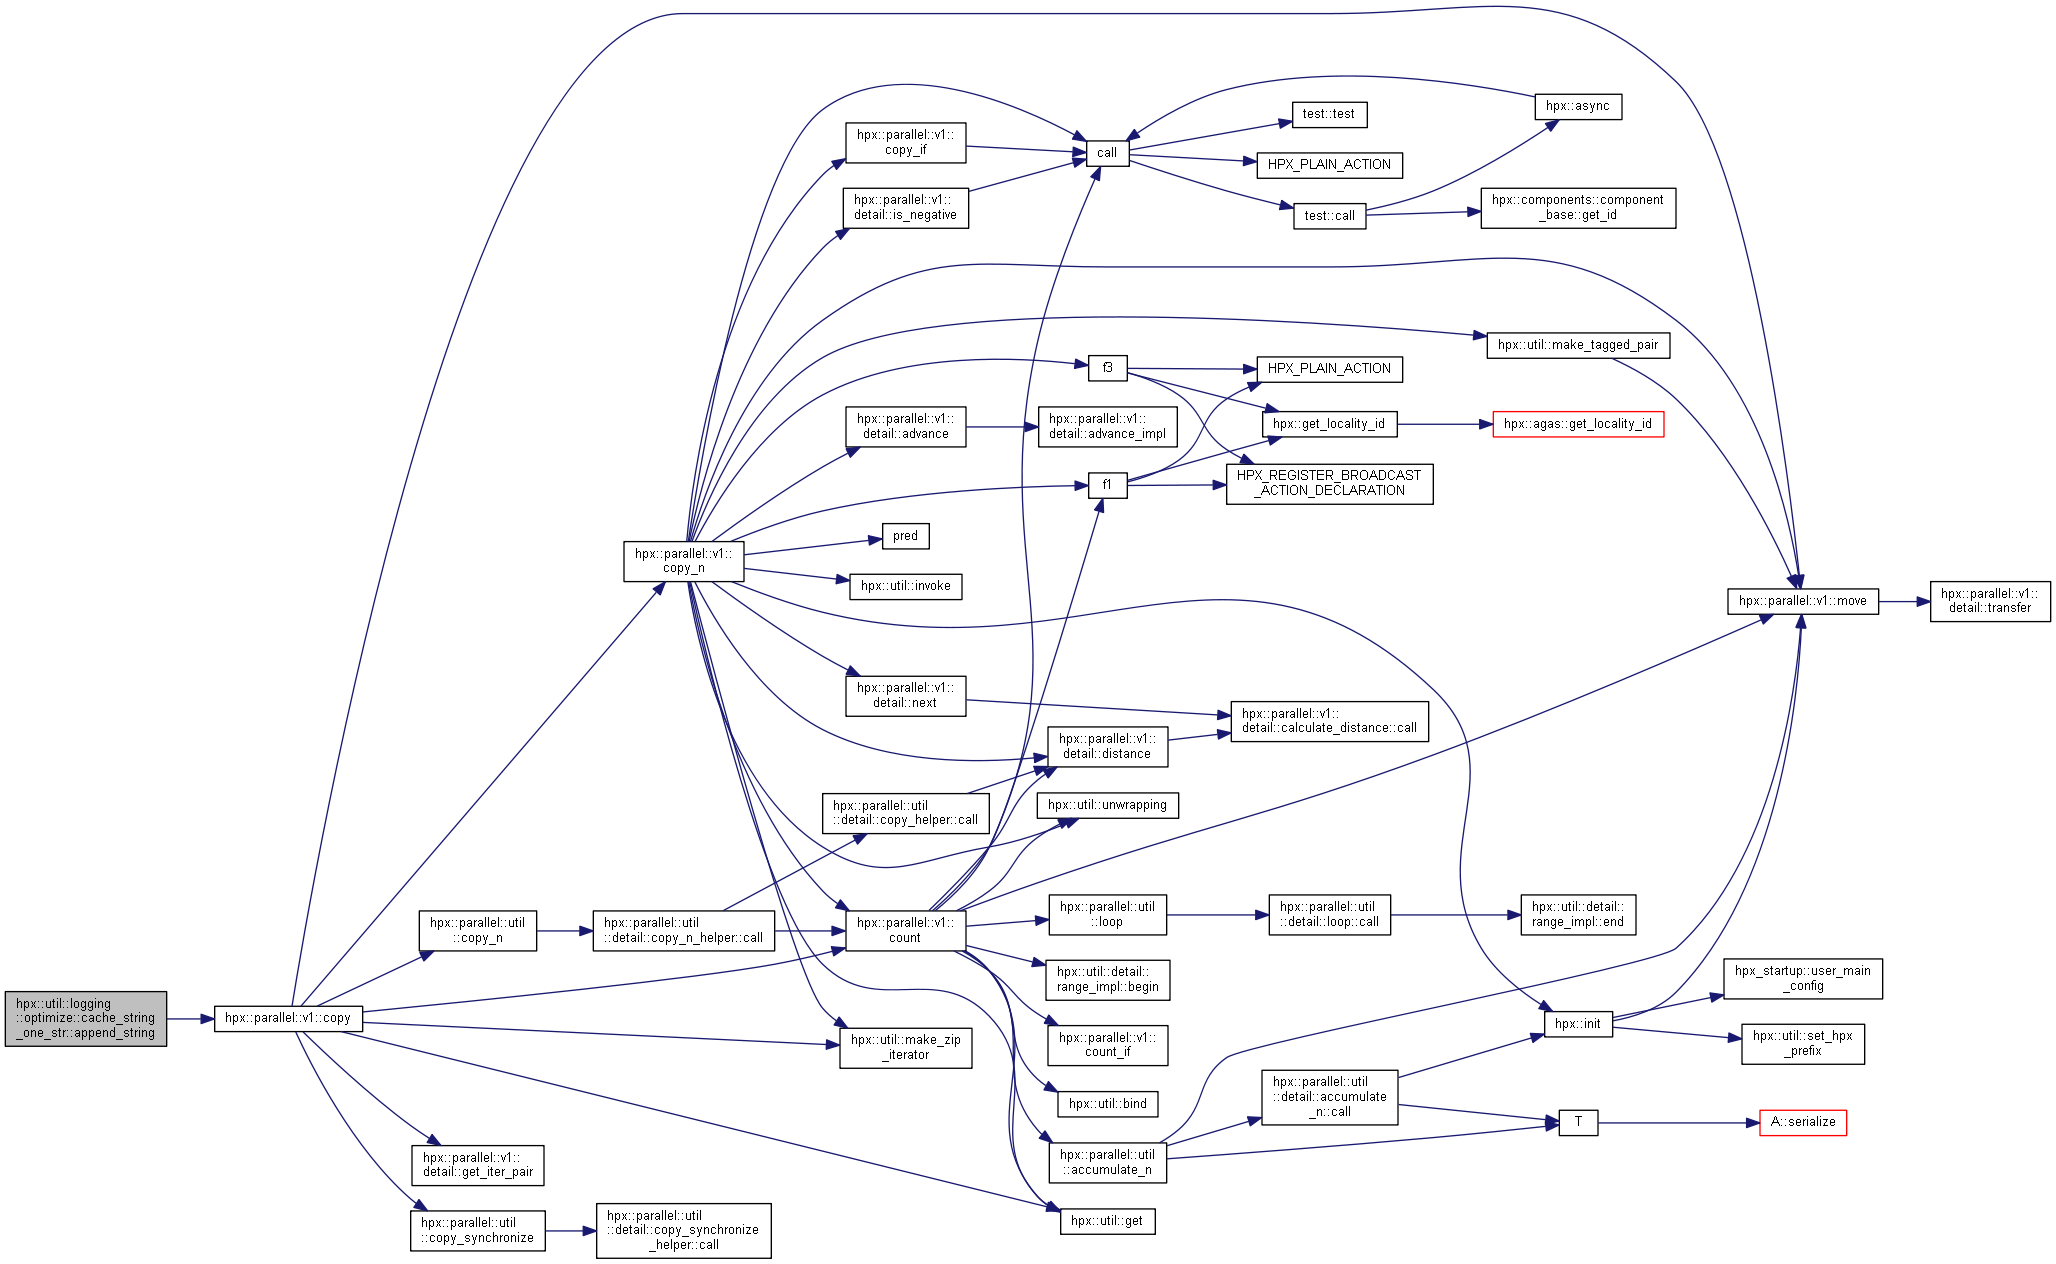 hpx::util::logging
::optimize::cache_string
_one_str::append_string
hpx::parallel::v1::copy
hpx::parallel::v1::
copy_n
hpx::parallel::v1::
copy_if
hpx::parallel::v1::
detail::is_negative
call
test::test
HPX_PLAIN_ACTION
test::call
hpx::async
hpx::components::component
_base::get_id
hpx::util::make_tagged_pair
f3
HPX_PLAIN_ACTION
hpx::parallel::v1::
detail::advance
hpx::parallel::v1::
detail::advance_impl
hpx::get_locality_id
hpx::agas::get_locality_id
f1
HPX_REGISTER_BROADCAST
_ACTION_DECLARATION
pred
hpx::util::invoke
hpx::parallel::v1::move
hpx::parallel::v1::
detail::transfer
hpx::parallel::v1::
detail::next
hpx::parallel::v1::
detail::calculate_distance::call
hpx::parallel::v1::
detail::distance
hpx::parallel::util
::detail::copy_helper::call
hpx::util::unwrapping
hpx::parallel::util
::copy_n
hpx::parallel::util
::detail::copy_n_helper::call
hpx::parallel::v1::
count
hpx::parallel::util
::loop
hpx::parallel::util
::detail::loop::call
hpx::util::detail::
range_impl::end
hpx::util::detail::
range_impl::begin
hpx_startup::user_main
_config
hpx::init
hpx::util::set_hpx
_prefix
hpx::util::make_zip
_iterator
hpx::parallel::v1::
count_if
hpx::util::bind
hpx::parallel::util
::detail::accumulate
_n::call
T
A::serialize
hpx::parallel::util
::accumulate_n
hpx::parallel::v1::
detail::get_iter_pair
hpx::parallel::util
::copy_synchronize
hpx::parallel::util
::detail::copy_synchronize
_helper::call
hpx::util::get